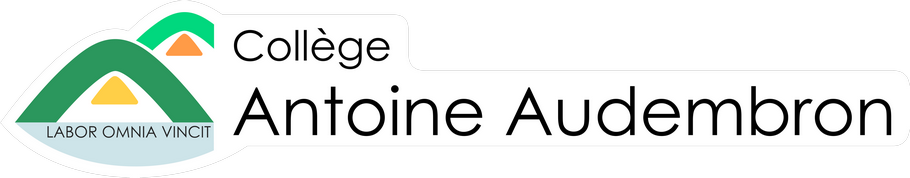 Collège
Antoine Audembron
LABOR OMNIA VINCIT